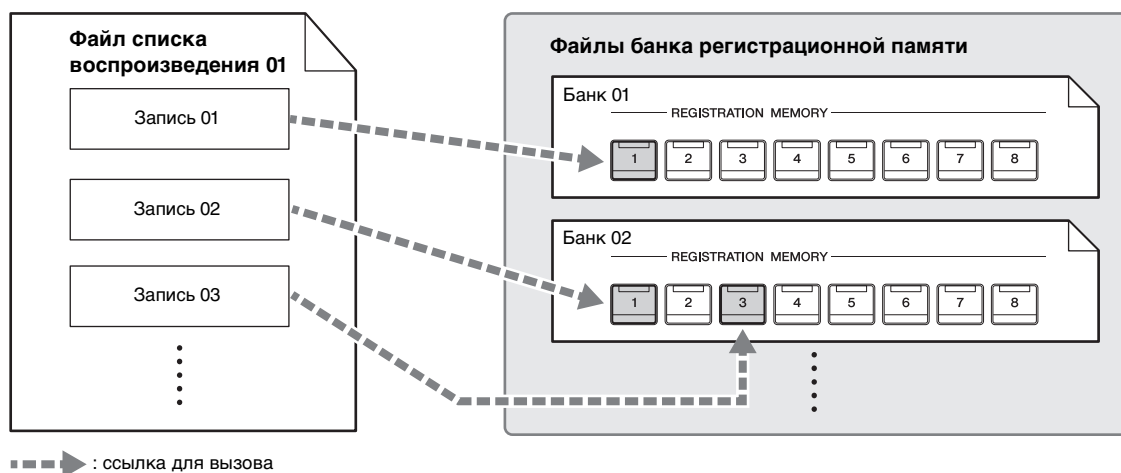 Файл списка
воспроизведения 01
Запись 01
Запись 02
Запись 03
Файлы банка регистрационной памяти
Банк 01
REGISTRATION MEMORY
1 2 3 4 5 6 7 8
Банк 02
REGISTRATION MEMORY
1 2 3 4 5 6 7 8
: ссылка для вызова